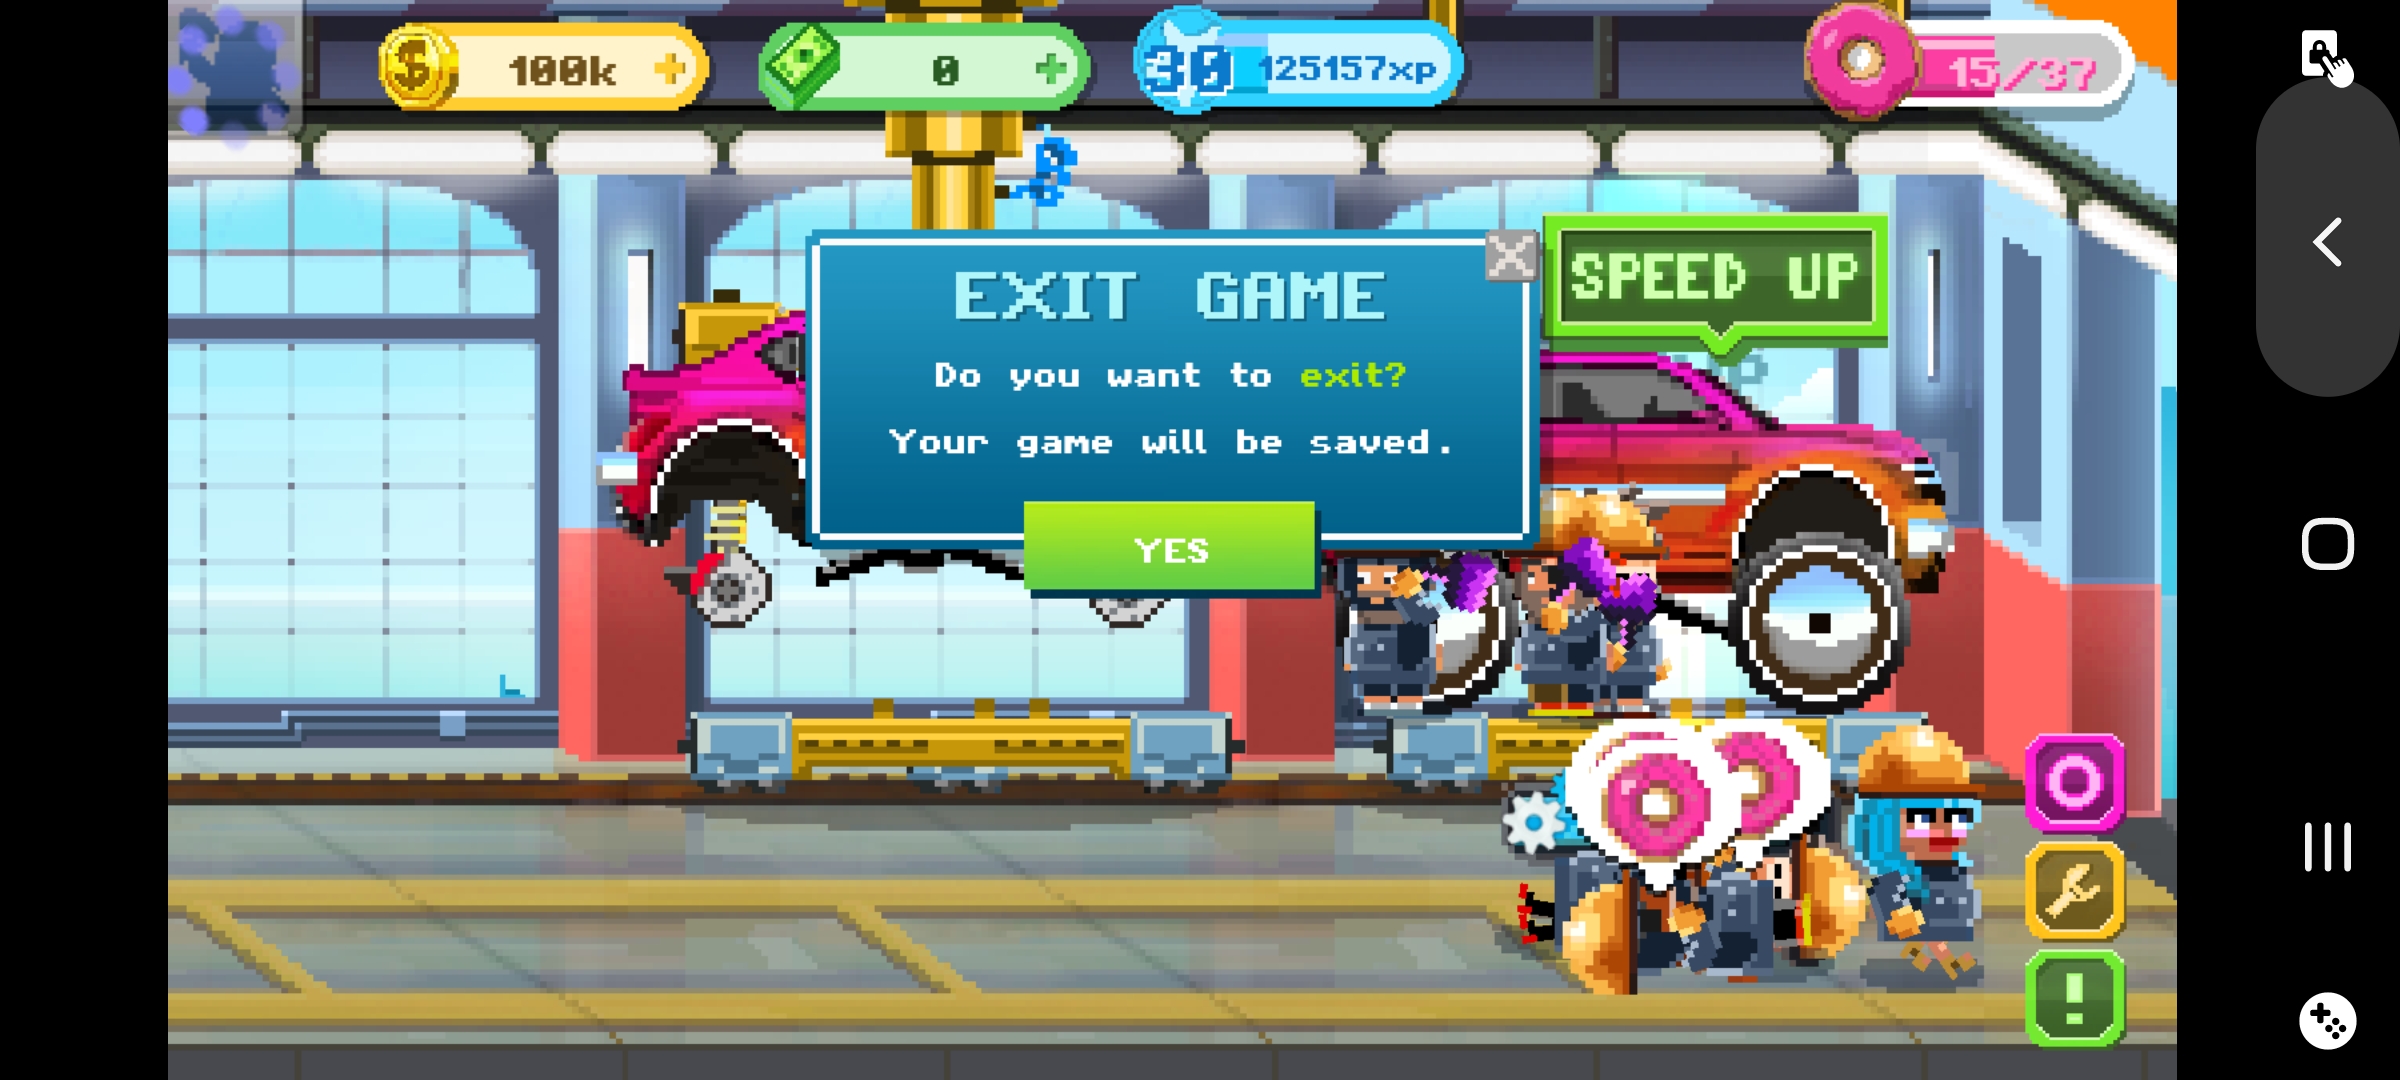 100k
0
30
125157xp
15/37
SPEED UP
EXIT GAME
Do you want to exit?
Your game will be saved.
YES